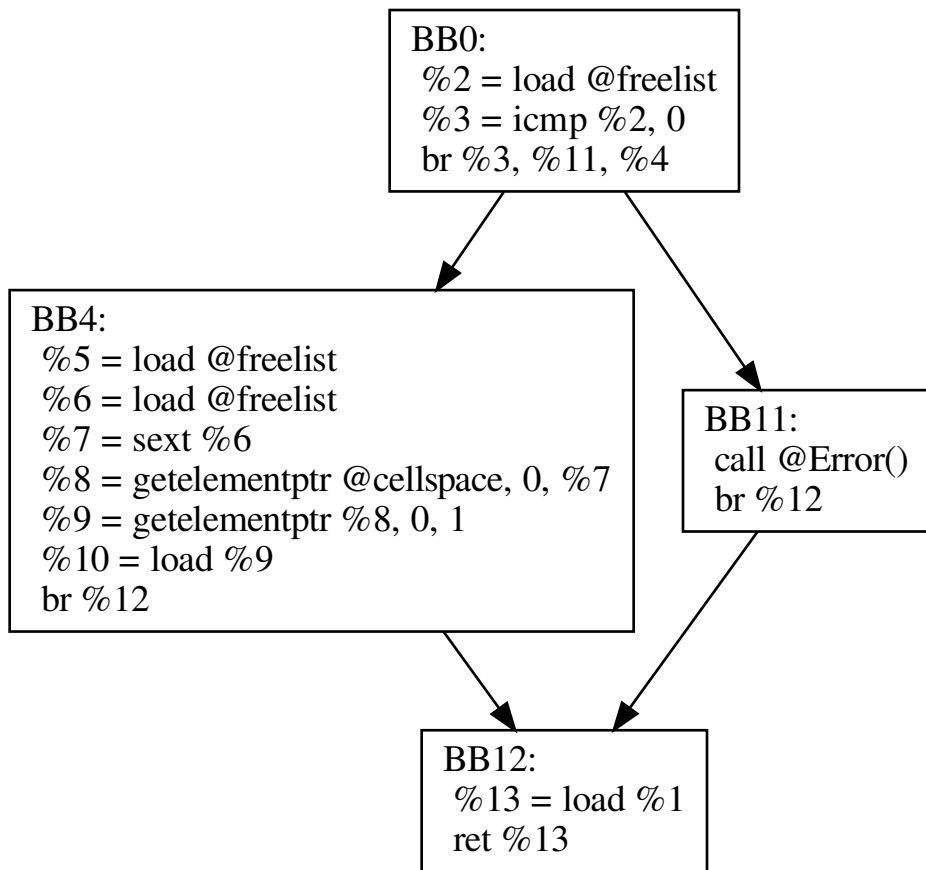 BB0:
%2 = load @freelist
%3 = icmp %2, 0
br %3, %11, %4
BB4:
%5 = load @freelist
%6 = load @freelist
%7 = sext %6
%8 = getelementptr @cellspace, 0, %7
%9 = getelementptr %8, 0, 1
%10 = load %9
br %12
BB11:
call @Error()
br %12
BB12:
%13 = load %1
ret %13